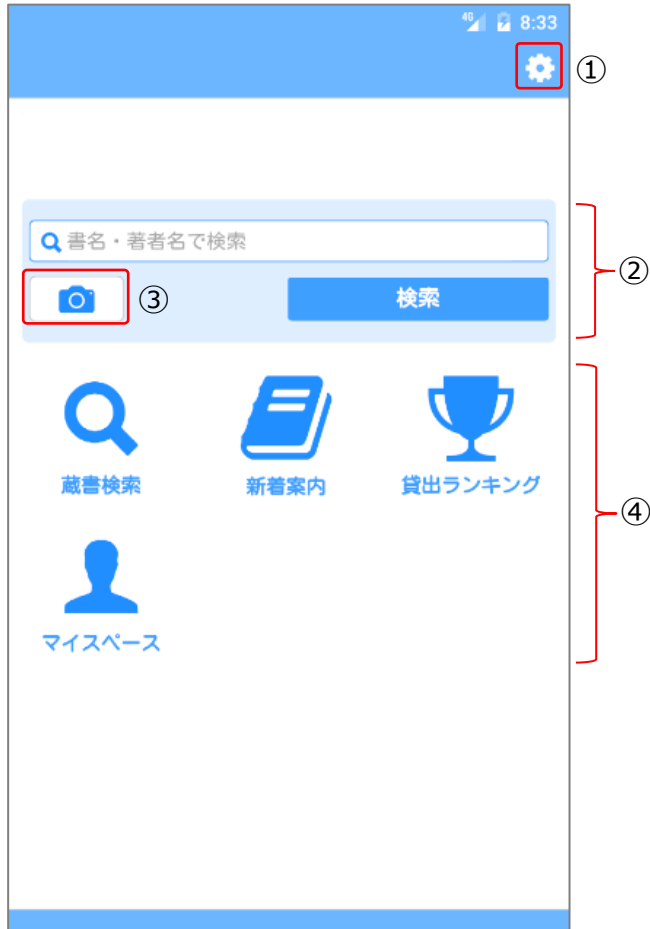 4G 8:33
①
書名・著者名で検索
②
③
検索
蔵書検索
新着案内
貸出ランキング
④
マイスペース